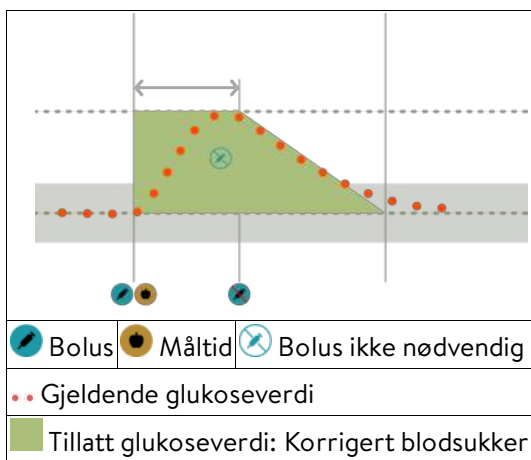 Bolus Måltid Bolus ikke nødvendig
Gjeldende glukoseverdi
Tillatt glukoseverdi: Korrigert blodsukker